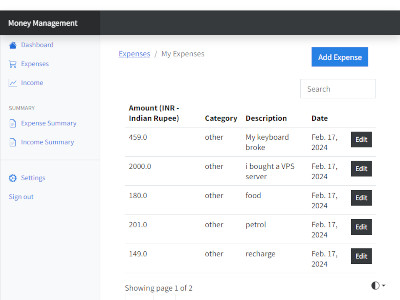 Money Management
Dashboard
Expenses
Income
SUMMARY
Expense Summary
Income Summary
Settings
Sign out
Expenses / My Expenses
Add Expense
Search
Amount (INR -
Indian Rupee) Category Description Date
459.0 other My keyboard broke Feb. 17, 2024 Edit
2000.0 other i bought a VPS server Feb. 17, 2024 Edit
180.0 other food Feb. 17, 2024 Edit
201.0 other petrol Feb. 17, 2024 Edit
149.0 other recharge Feb. 17, 2024 Edit
Showing page 1 of 2